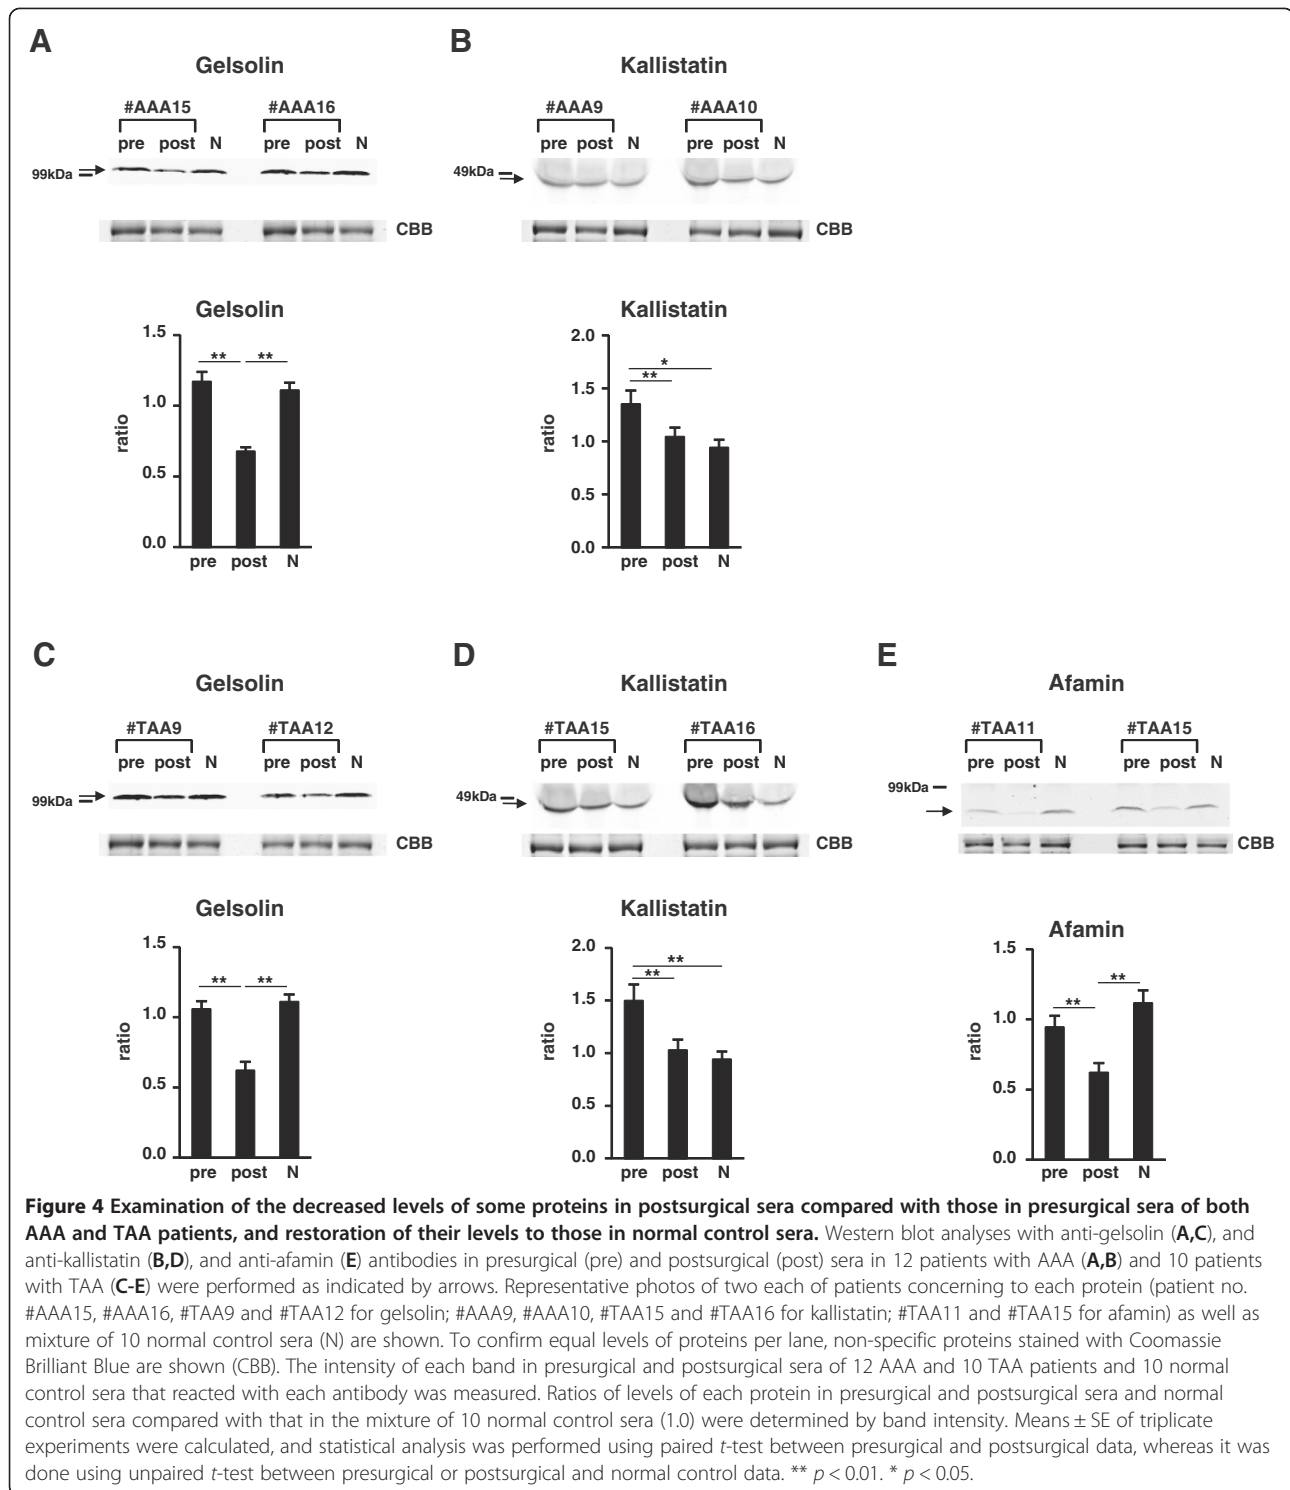 A
Gelsolin
#AAA15 #AAA16
pre post N pre post N
99kDa
CBB
Gelsolin
1.5
1.0
0.5
0.0
ratio
** **
pre post N
B
Kallistatin
#AAA9 #AAA10
pre post N pre post N
49kDa
CBB
Kallistatin
2.0
1.5
1.0
0.5
0.0
ratio
*
**
pre post N
C
Gelsolin
#TAA9 #TAA12
pre post N pre post N
99kDa
CBB
Gelsolin
1.5
1.0
0.5
0.0
ratio
** **
pre post N
D
Kallistatin
#TAA15 #TAA16
pre post N pre post N
49kDa
CBB
Kallistatin
2.0
1.5
1.0
0.5
0.0
ratio
**
**
pre post N
E
Afamin
#TAA11 #TAA15
pre post N pre post N
99kDa
CBB
Afamin
1.5
1.0
0.5
0.0
ratio
** **
pre post N
Figure 4 Examination of the decreased levels of some proteins in postsurgical sera compared with those in presurgical sera of both
AAA and TAA patients, and restoration of their levels to those in normal control sera. Western blot analyses with anti-gelsolin (A,C), and
anti-kallistatin (B,D), and anti-afamin (E) antibodies in presurgical (pre) and postsurgical (post) sera in 12 patients with AAA (A,B) and 10 patients
with TAA (C-E) were performed as indicated by arrows. Representative photos of two each of patients concerning to each protein (patient no.
#AAA15, #AAA16, #TAA9 and #TAA12 for gelsolin; #AAA9, #AAA10, #TAA15 and #TAA16 for kallistatin; #TAA11 and #TAA15 for afamin) as well as
mixture of 10 normal control sera (N) are shown. To confirm equal levels of proteins per lane, non-specific proteins stained with Coomassie
Brilliant Blue are shown (CBB). The intensity of each band in presurgical and postsurgical sera of 12 AAA and 10 TAA patients and 10 normal
control sera that reacted with each antibody was measured. Ratios of levels of each protein in presurgical and postsurgical sera and normal
control sera compared with that in the mixture of 10 normal control sera (1.0) were determined by band intensity. Means ± SE of triplicate
experiments were calculated, and statistical analysis was performed using paired t-test between presurgical and postsurgical data, whereas it was
done using unpaired t-test between presurgical or postsurgical and normal control data. ** p < 0.01. * p < 0.05.